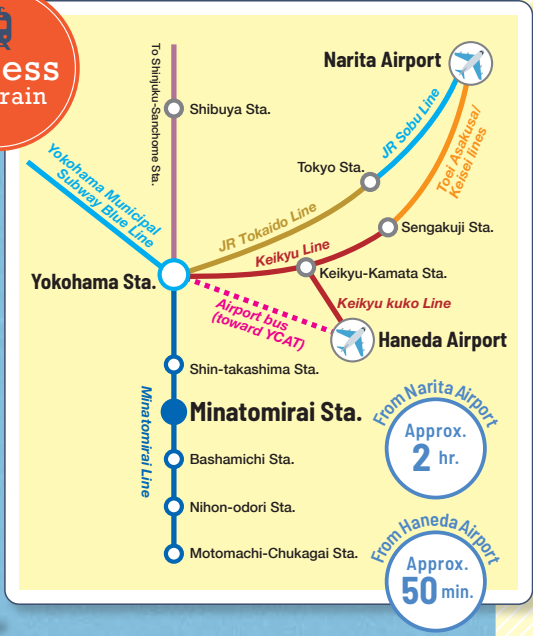 Narita Airport
To Shinjuku-Sanchome Sta.
Shibuya Sta.
JR Sobu Line
Toei Asakusa/
Keisei lines
Yokohama Municipal
Subway Blue Line
Tokyo Sta.
JR Tokaido Line
Sengakuji Sta.
Keikyu Line
Yokohama Sta.
Keikyu-Kamata Sta.
Keikyu kuko Line
Airport bus
(toward YCAT)
Haneda Airport
Shin-takashima Sta.
Minatomirai Line
Minatomirai Sta.
From Narita Airport
Approx.
2 hr.
Bashamichi Sta.
Nihon-odori Sta.
Motomachi-Chukagai Sta.
From Haneda Airport
Approx.
50 min.